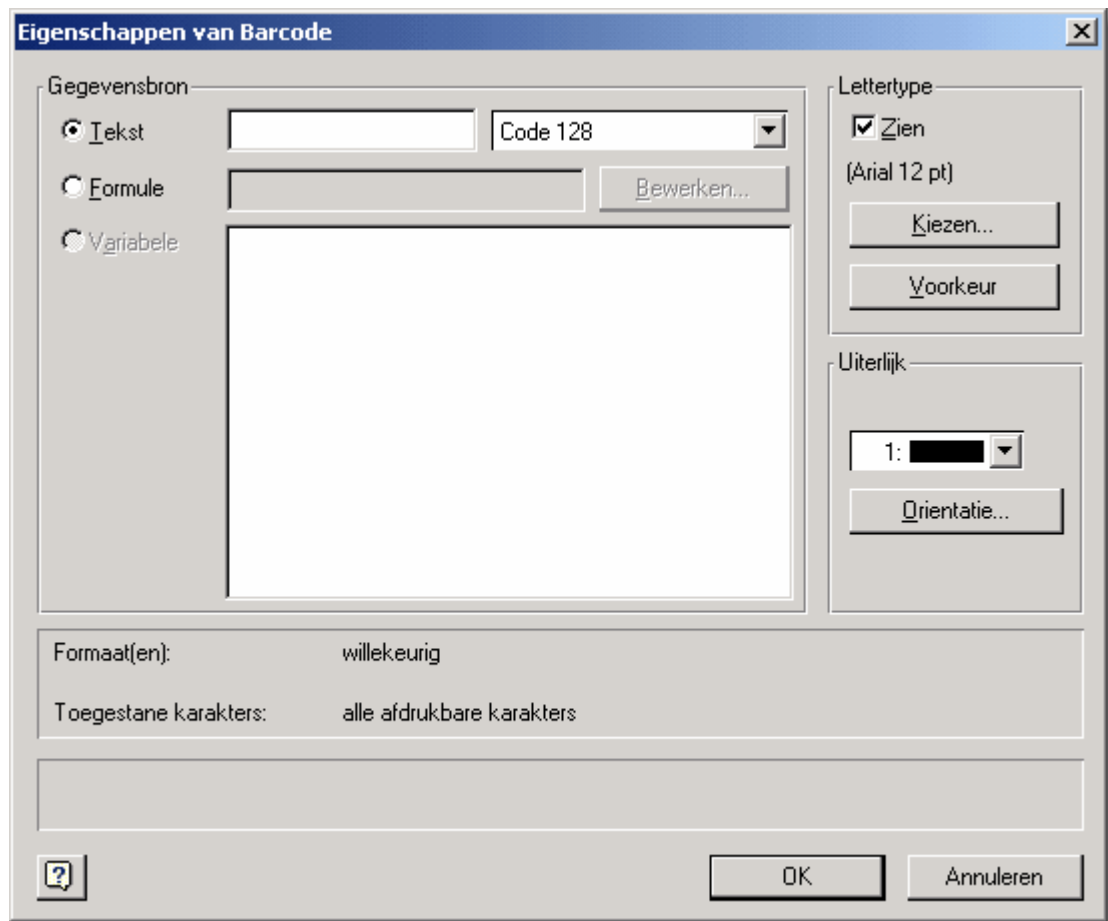 Eigenschappen van Barcode
Gegevensbron
Tekst
Code 128
Formule
Bewerken...
Variabele
Lettertype
Zien
(Arial 12 pt)
Kiezen...
Voorkeur
Uiterlijk
1:
Orientatie...
Formaat(en): willekeurig
Toegestane karakters: alle afdrukbare karakters
?
OK
Annuleren